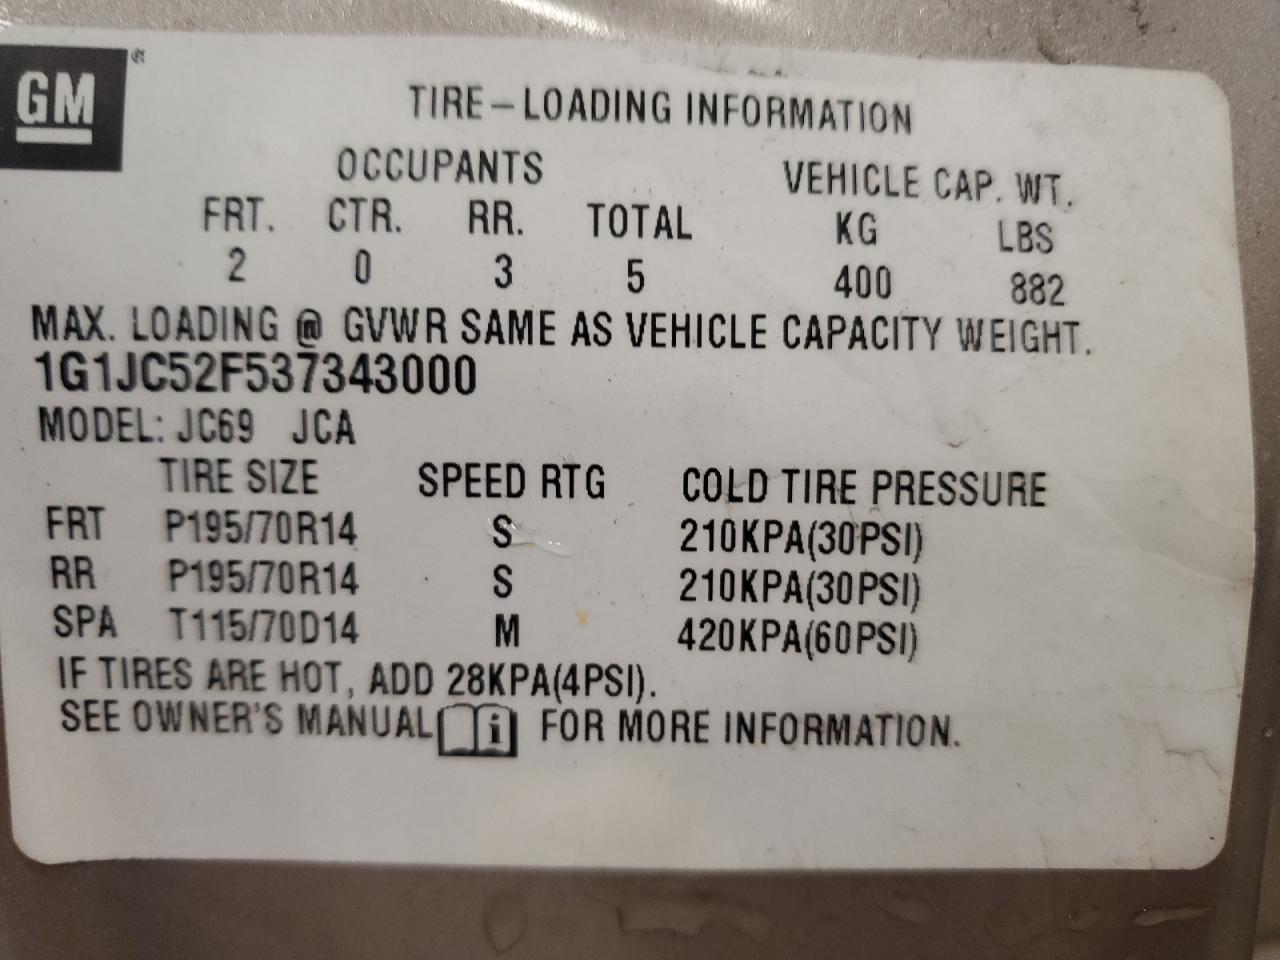 GM®
TIRE-LOADING INFORMATION
OCCUPANTS VEHICLE CAP. WT.
FRT. CTR. RR. TOTAL KG LBS
2 0 3 5 400 882
MAX. LOADING @ GVWR SAME AS VEHICLE CAPACITY WEIGHT.
1G1JC52F537343000
MODEL: JC69 JCA
TIRE SIZE SPEED RTG COLD TIRE PRESSURE
FRT P195/70R14 S 210KPA(30PSI)
RR P195/70R14 S 210KPA(30PSI)
SPA T115/70D14 M 420KPA(60PSI)
IF TIRES ARE HOT, ADD 28KPA(4PSI).
SEE OWNER'S MANUAL i FOR MORE INFORMATION.